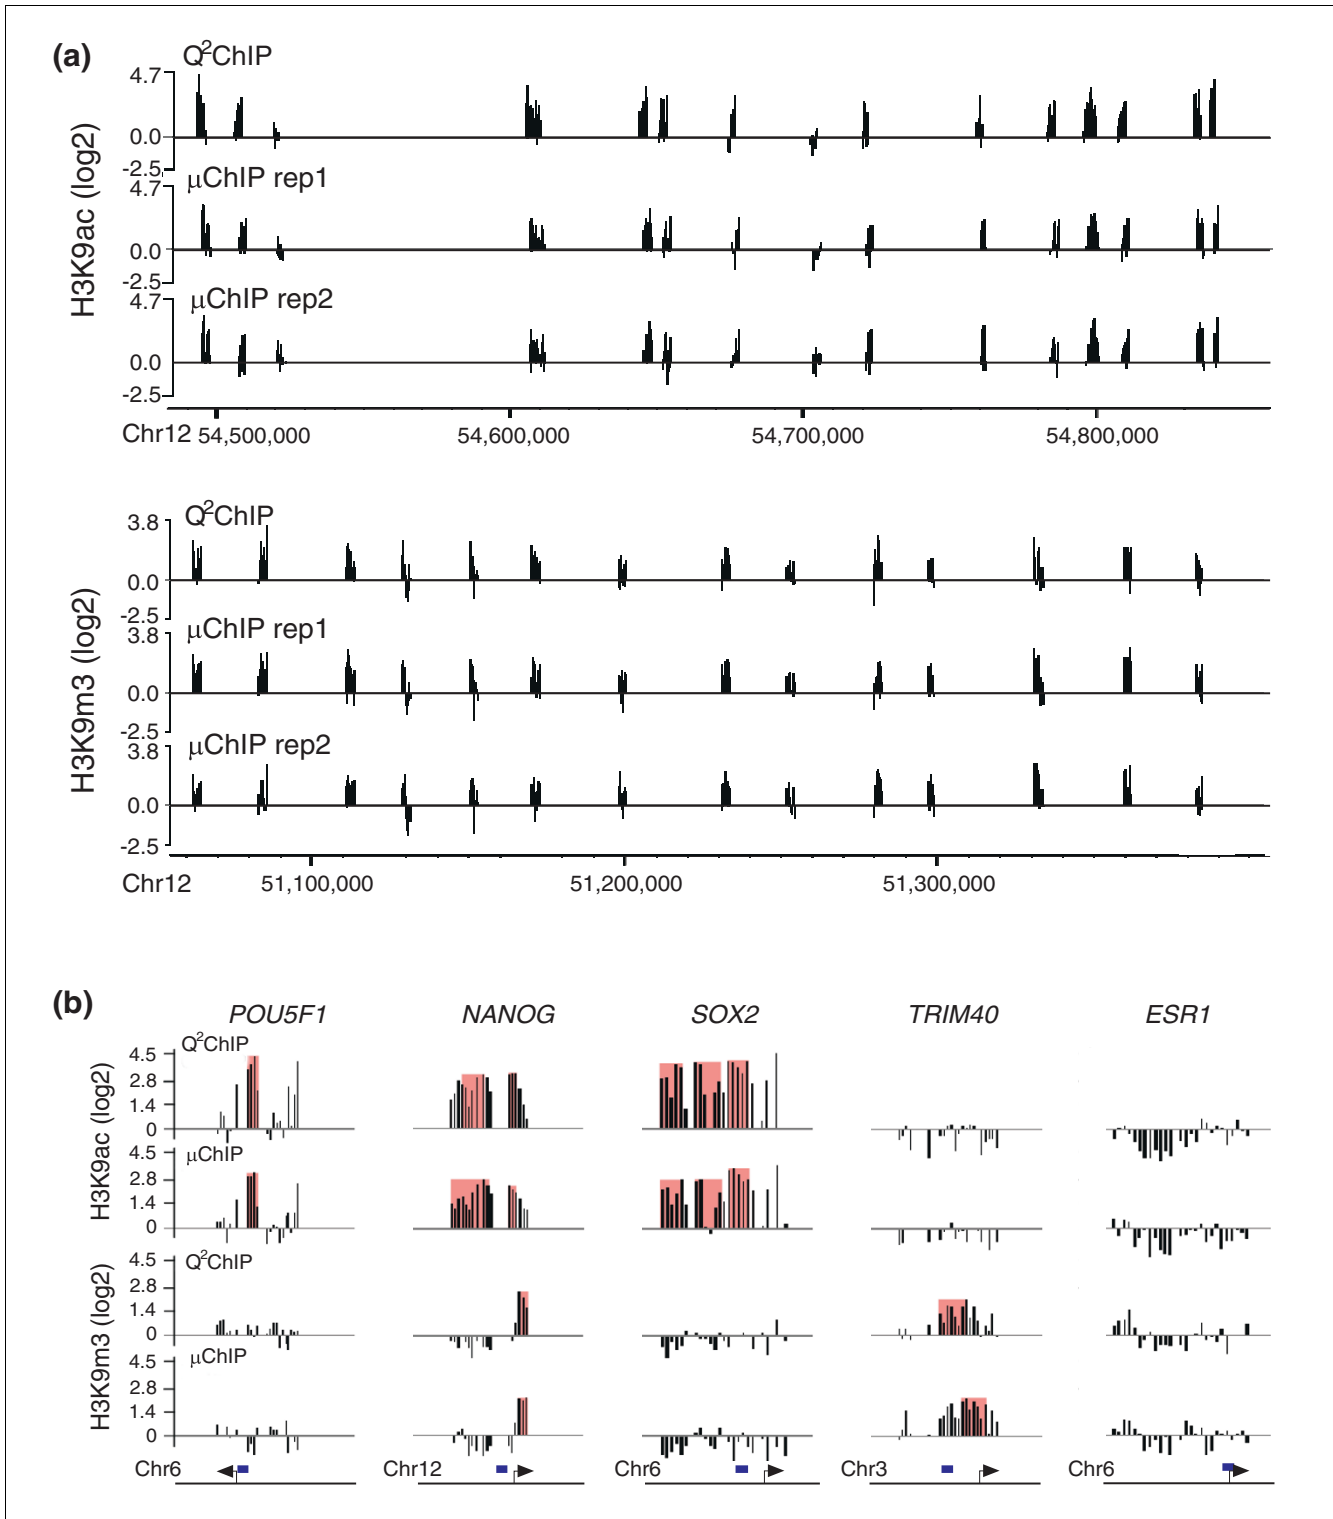 (a)
Q²ChIP
4.7
0.0
-2.5
H3K9ac (log2)
µChIP rep1
4.7
0.0
-2.5
µChIP rep2
4.7
0.0
-2.5
Chr12 54,500,000 54,600,000 54,700,000 54,800,000
Q²ChIP
3.8
0.0
-2.5
H3K9m3 (log2)
µChIP rep1
3.8
0.0
-2.5
µChIP rep2
3.8
0.0
-2.5
Chr12 51,100,000 51,200,000 51,300,000
(b)
POU5F1 NANOG SOX2 TRIM40 ESR1
H3K9ac (log2)
Q²ChIP
4.5
2.8
1.4
0
µChIP
4.5
2.8
1.4
0
H3K9m3 (log2)
Q²ChIP
4.5
2.8
1.4
0
µChIP
4.5
2.8
1.4
0
Chr6 Chr12 Chr6 Chr3 Chr6